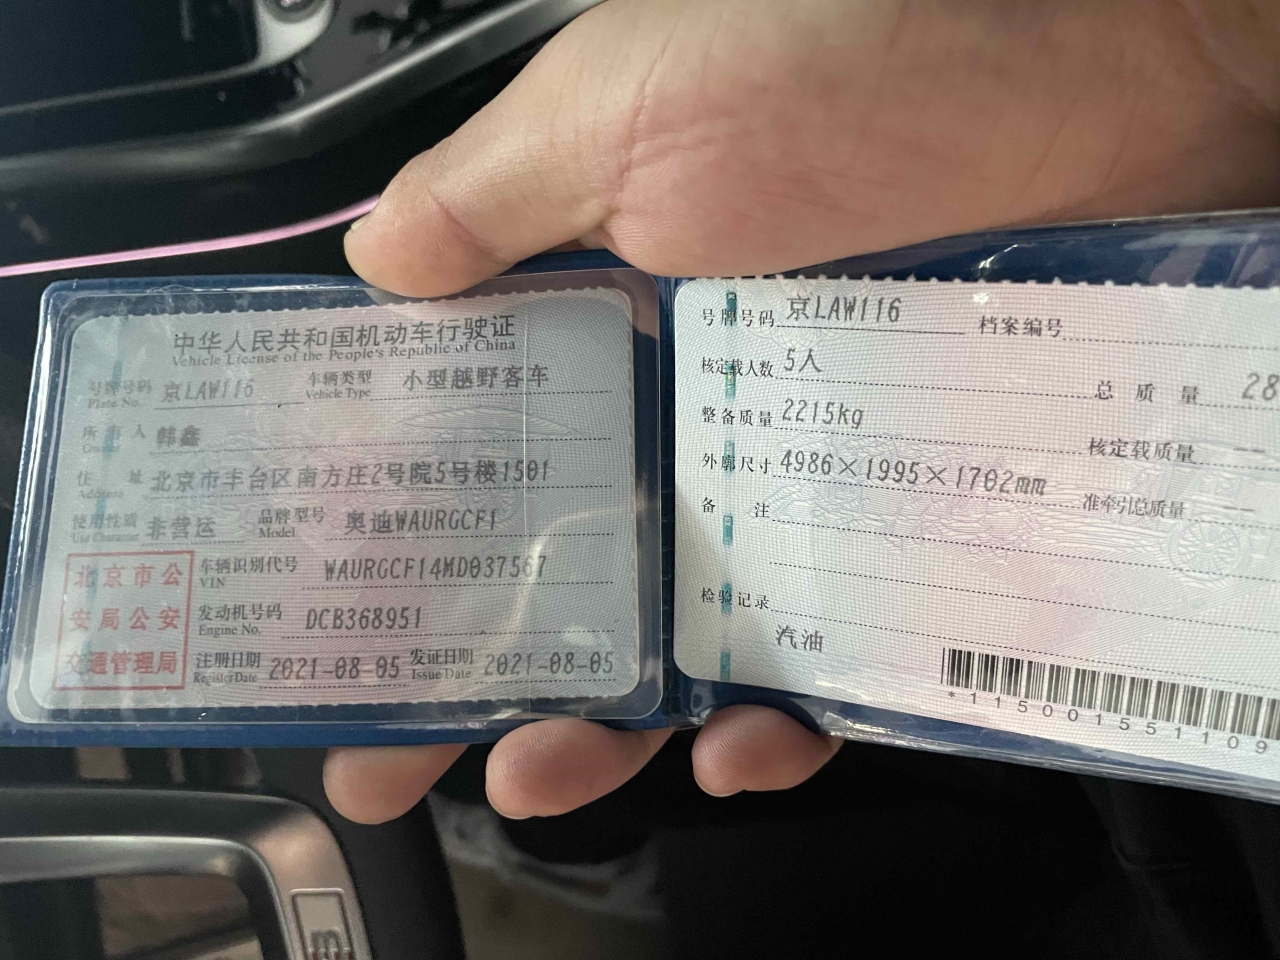 中华人民共和国机动车行驶证
Vehicle License of the People's Republic of China
号牌号码 京LAW116 车辆类型 小型越野客车
Plate No. Vehicle Type
所有人 韩鑫
Owner
住址 北京市丰台区南方庄2号院5号楼1501
Address
使用性质 非营运 品牌型号 奥迪WAURGCF1
Use Character Model
北京市公安局公安交通管理局
车辆识别代号 WAURGCF14MD037567
VIN
发动机号码 DCB368951
Engine No.
注册日期 2021-08-05 发证日期 2021-08-05
Register Date Issue Date
号牌号码 京LAW116 档案编号
核定载人数 5人 总质量 28
整备质量 2215kg 核定载质量 --
外廓尺寸 4986×1995×1702mm 准牵引总质量 --
备注
检验记录
汽油
*115001551109